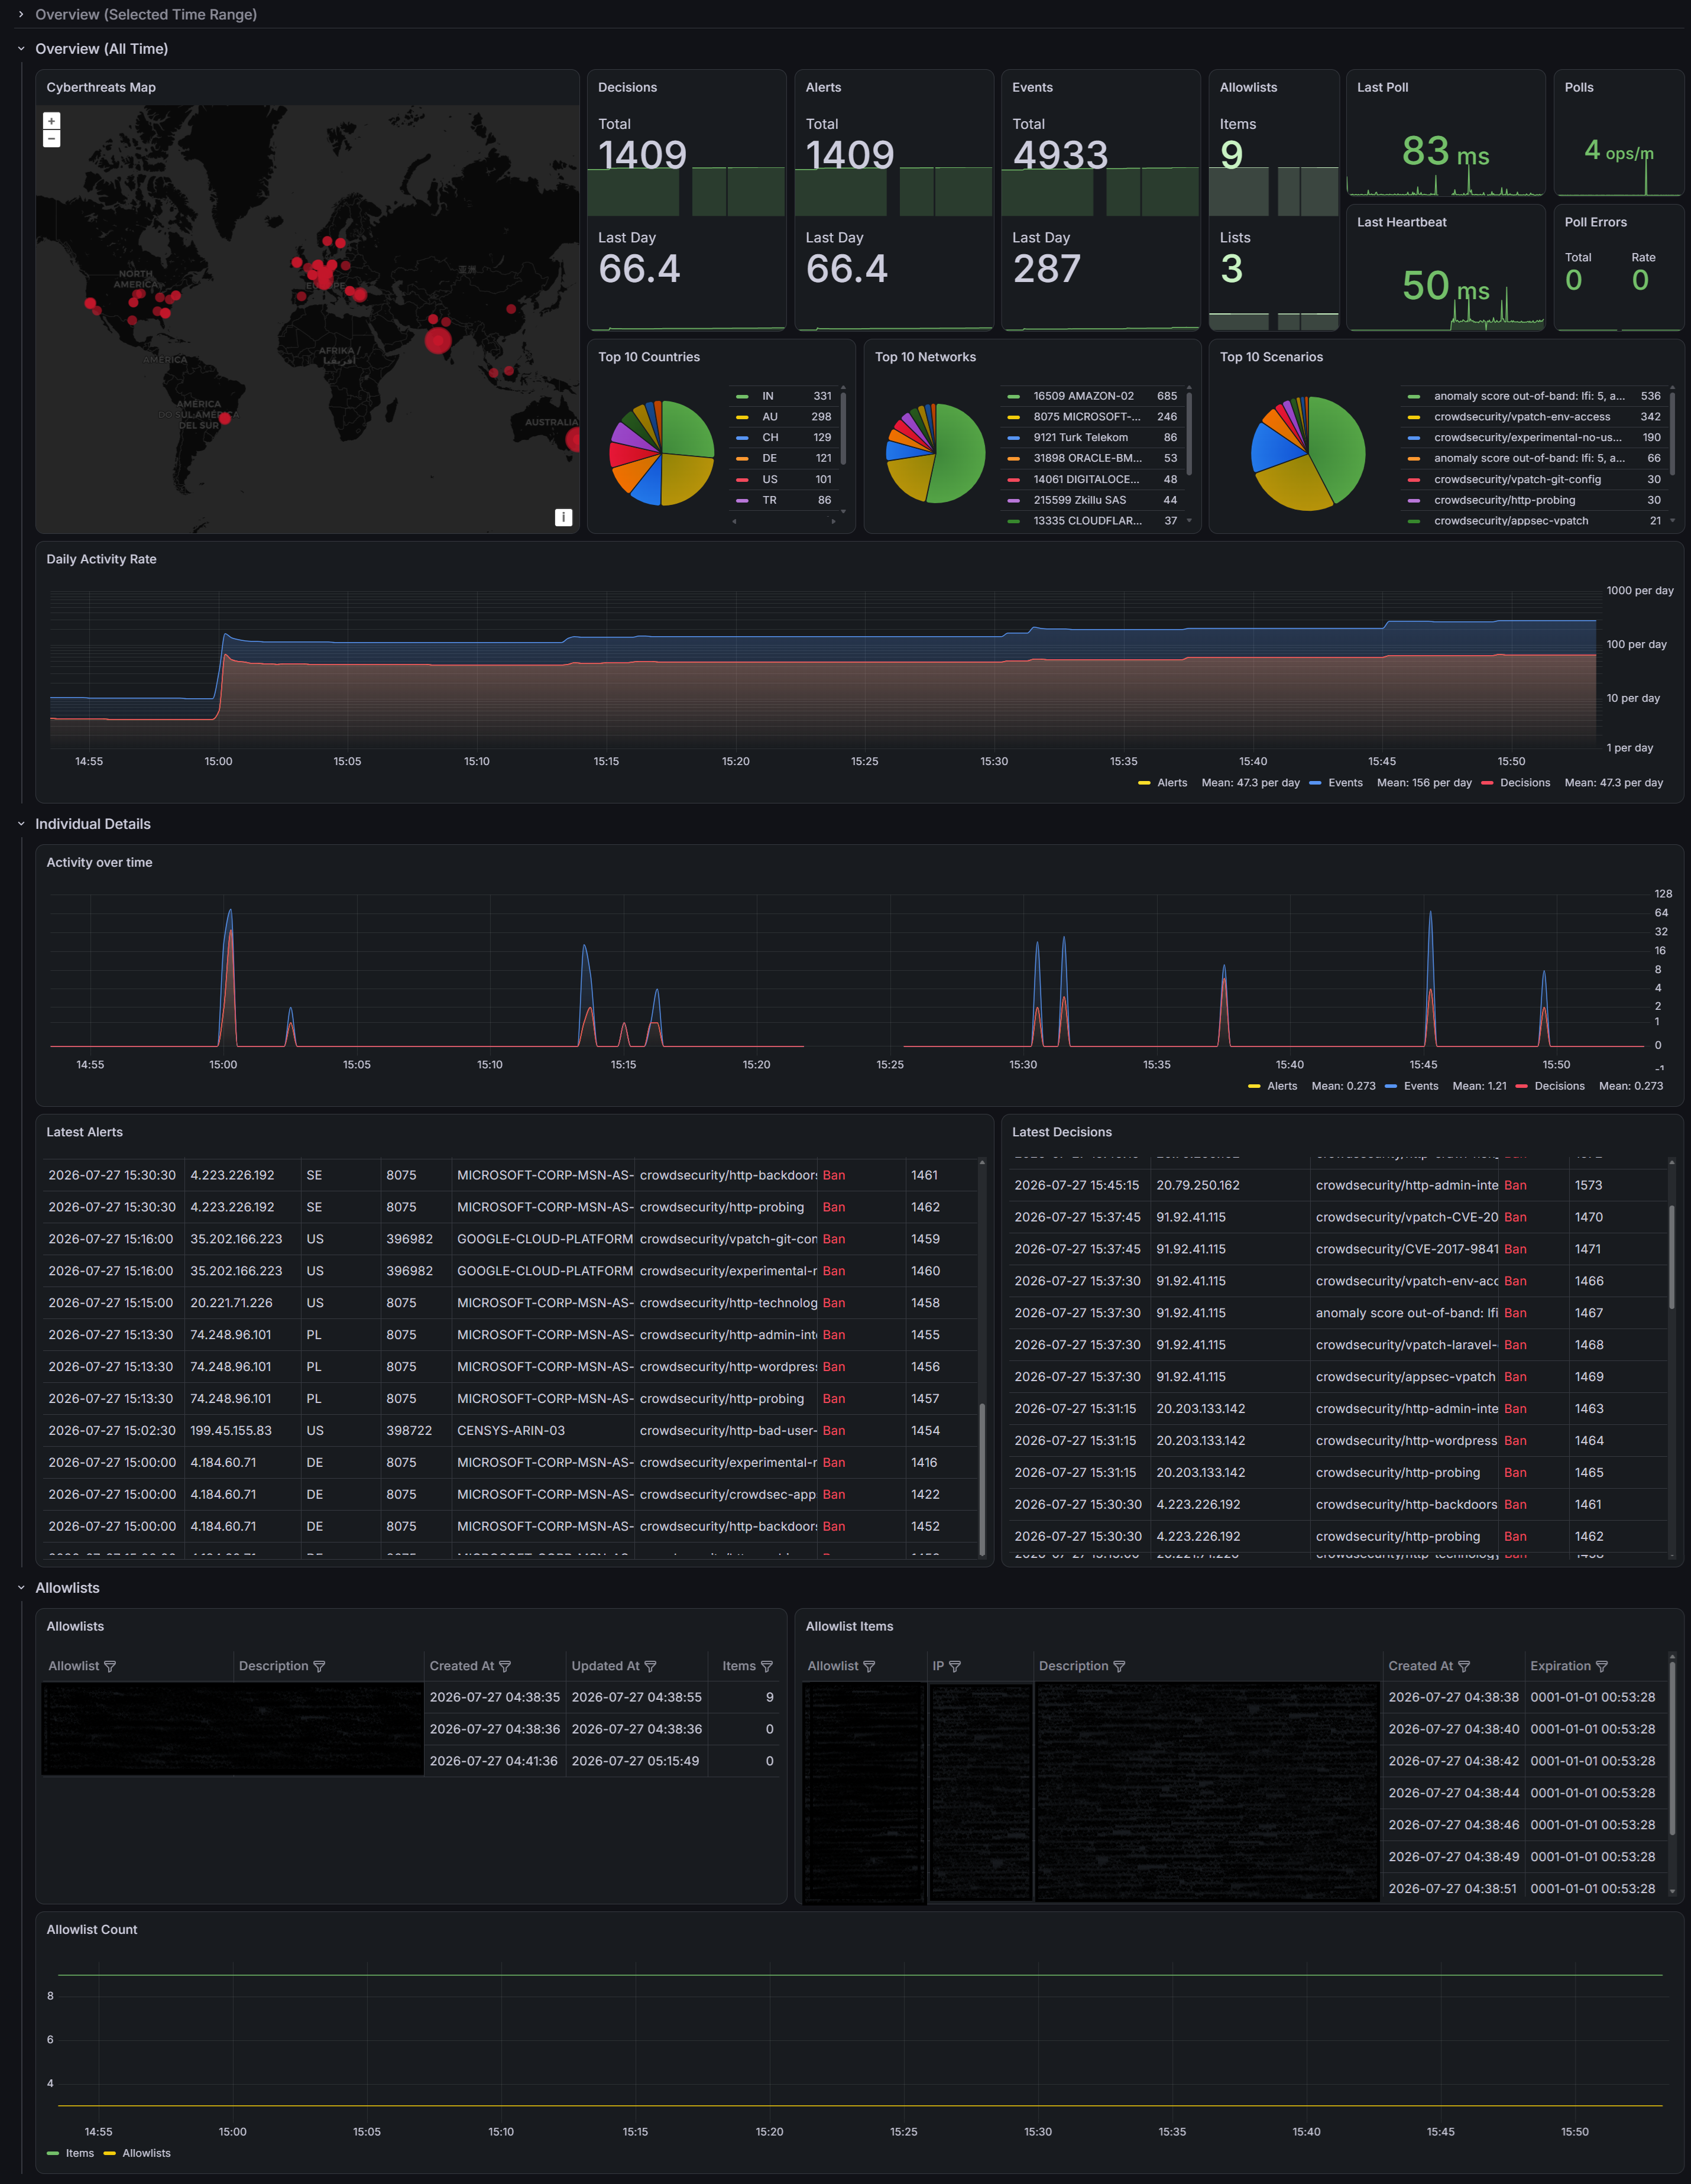 Overview (Selected Time Range)
Overview (All Time)
Cyberthreats Map
+
−
NORTH
AMERICA
EUROPE
亚洲
AMERICA
AFRIKA /
أفريقيا
AMÉRICA
DO SUL/AMÉRICA
DEL SUR
AUSTRALIA
i
Decisions
Total
1409
Last Day
66.4
Alerts
Total
1409
Last Day
66.4
Events
Total
4933
Last Day
287
Allowlists
Items
9
Lists
3
Last Poll
83 ms
Polls
4 ops/m
Last Heartbeat
50 ms
Poll Errors
Total Rate
0 0
Top 10 Countries
IN 331
AU 298
CH 129
DE 121
US 101
TR 86
Top 10 Networks
16509 AMAZON-02 685
8075 MICROSOFT-... 246
9121 Turk Telekom 86
31898 ORACLE-BM... 53
14061 DIGITALOCE... 48
215599 Zkillu SAS 44
13335 CLOUDFLAR... 37
Top 10 Scenarios
anomaly score out-of-band: lfi: 5, a... 536
crowdsecurity/vpatch-env-access 342
crowdsecurity/experimental-no-us... 190
anomaly score out-of-band: lfi: 5, a... 66
crowdsecurity/vpatch-git-config 30
crowdsecurity/http-probing 30
crowdsecurity/appsec-vpatch 21
Daily Activity Rate
1000 per day
100 per day
10 per day
1 per day
14:55 15:00 15:05 15:10 15:15 15:20 15:25 15:30 15:35 15:40 15:45 15:50
Alerts Mean: 47.3 per day Events Mean: 156 per day Decisions Mean: 47.3 per day
Individual Details
Activity over time
128
64
32
16
8
4
2
1
0
-1
14:55 15:00 15:05 15:10 15:15 15:20 15:25 15:30 15:35 15:40 15:45 15:50
Alerts Mean: 0.273 Events Mean: 1.21 Decisions Mean: 0.273
Latest Alerts
2026-07-27 15:30:30 4.223.226.192 SE 8075 MICROSOFT-CORP-MSN-AS- crowdsecurity/http-backdoors Ban 1461
2026-07-27 15:30:30 4.223.226.192 SE 8075 MICROSOFT-CORP-MSN-AS- crowdsecurity/http-probing Ban 1462
2026-07-27 15:16:00 35.202.166.223 US 396982 GOOGLE-CLOUD-PLATFORM crowdsecurity/vpatch-git-con Ban 1459
2026-07-27 15:16:00 35.202.166.223 US 396982 GOOGLE-CLOUD-PLATFORM crowdsecurity/experimental-r Ban 1460
2026-07-27 15:15:00 20.221.71.226 US 8075 MICROSOFT-CORP-MSN-AS- crowdsecurity/http-technolog Ban 1458
2026-07-27 15:13:30 74.248.96.101 PL 8075 MICROSOFT-CORP-MSN-AS- crowdsecurity/http-admin-inte Ban 1455
2026-07-27 15:13:30 74.248.96.101 PL 8075 MICROSOFT-CORP-MSN-AS- crowdsecurity/http-wordpress Ban 1456
2026-07-27 15:13:30 74.248.96.101 PL 8075 MICROSOFT-CORP-MSN-AS- crowdsecurity/http-probing Ban 1457
2026-07-27 15:02:30 199.45.155.83 US 398722 CENSYS-ARIN-03 crowdsecurity/http-bad-user- Ban 1454
2026-07-27 15:00:00 4.184.60.71 DE 8075 MICROSOFT-CORP-MSN-AS- crowdsecurity/experimental-r Ban 1416
2026-07-27 15:00:00 4.184.60.71 DE 8075 MICROSOFT-CORP-MSN-AS- crowdsecurity/crowdsec-app Ban 1422
2026-07-27 15:00:00 4.184.60.71 DE 8075 MICROSOFT-CORP-MSN-AS- crowdsecurity/http-backdoors Ban 1452
Latest Decisions
2026-07-27 15:45:15 20.79.250.162 crowdsecurity/http-admin-inte Ban 1573
2026-07-27 15:37:45 91.92.41.115 crowdsecurity/vpatch-CVE-20 Ban 1470
2026-07-27 15:37:45 91.92.41.115 crowdsecurity/CVE-2017-9841 Ban 1471
2026-07-27 15:37:30 91.92.41.115 crowdsecurity/vpatch-env-acc Ban 1466
2026-07-27 15:37:30 91.92.41.115 anomaly score out-of-band: lfi Ban 1467
2026-07-27 15:37:30 91.92.41.115 crowdsecurity/vpatch-laravel- Ban 1468
2026-07-27 15:37:30 91.92.41.115 crowdsecurity/appsec-vpatch Ban 1469
2026-07-27 15:31:15 20.203.133.142 crowdsecurity/http-admin-inte Ban 1463
2026-07-27 15:31:15 20.203.133.142 crowdsecurity/http-wordpress Ban 1464
2026-07-27 15:31:15 20.203.133.142 crowdsecurity/http-probing Ban 1465
2026-07-27 15:30:30 4.223.226.192 crowdsecurity/http-backdoors Ban 1461
2026-07-27 15:30:30 4.223.226.192 crowdsecurity/http-probing Ban 1462
Allowlists
Allowlists
Allowlist Description Created At Updated At Items
2026-07-27 04:38:35 2026-07-27 04:38:55 9
2026-07-27 04:38:36 2026-07-27 04:38:36 0
2026-07-27 04:41:36 2026-07-27 05:15:49 0
Allowlist Items
Allowlist IP Description Created At Expiration
2026-07-27 04:38:38 0001-01-01 00:53:28
2026-07-27 04:38:40 0001-01-01 00:53:28
2026-07-27 04:38:42 0001-01-01 00:53:28
2026-07-27 04:38:44 0001-01-01 00:53:28
2026-07-27 04:38:46 0001-01-01 00:53:28
2026-07-27 04:38:49 0001-01-01 00:53:28
2026-07-27 04:38:51 0001-01-01 00:53:28
Allowlist Count
8
6
4
14:55 15:00 15:05 15:10 15:15 15:20 15:25 15:30 15:35 15:40 15:45 15:50
Items Allowlists